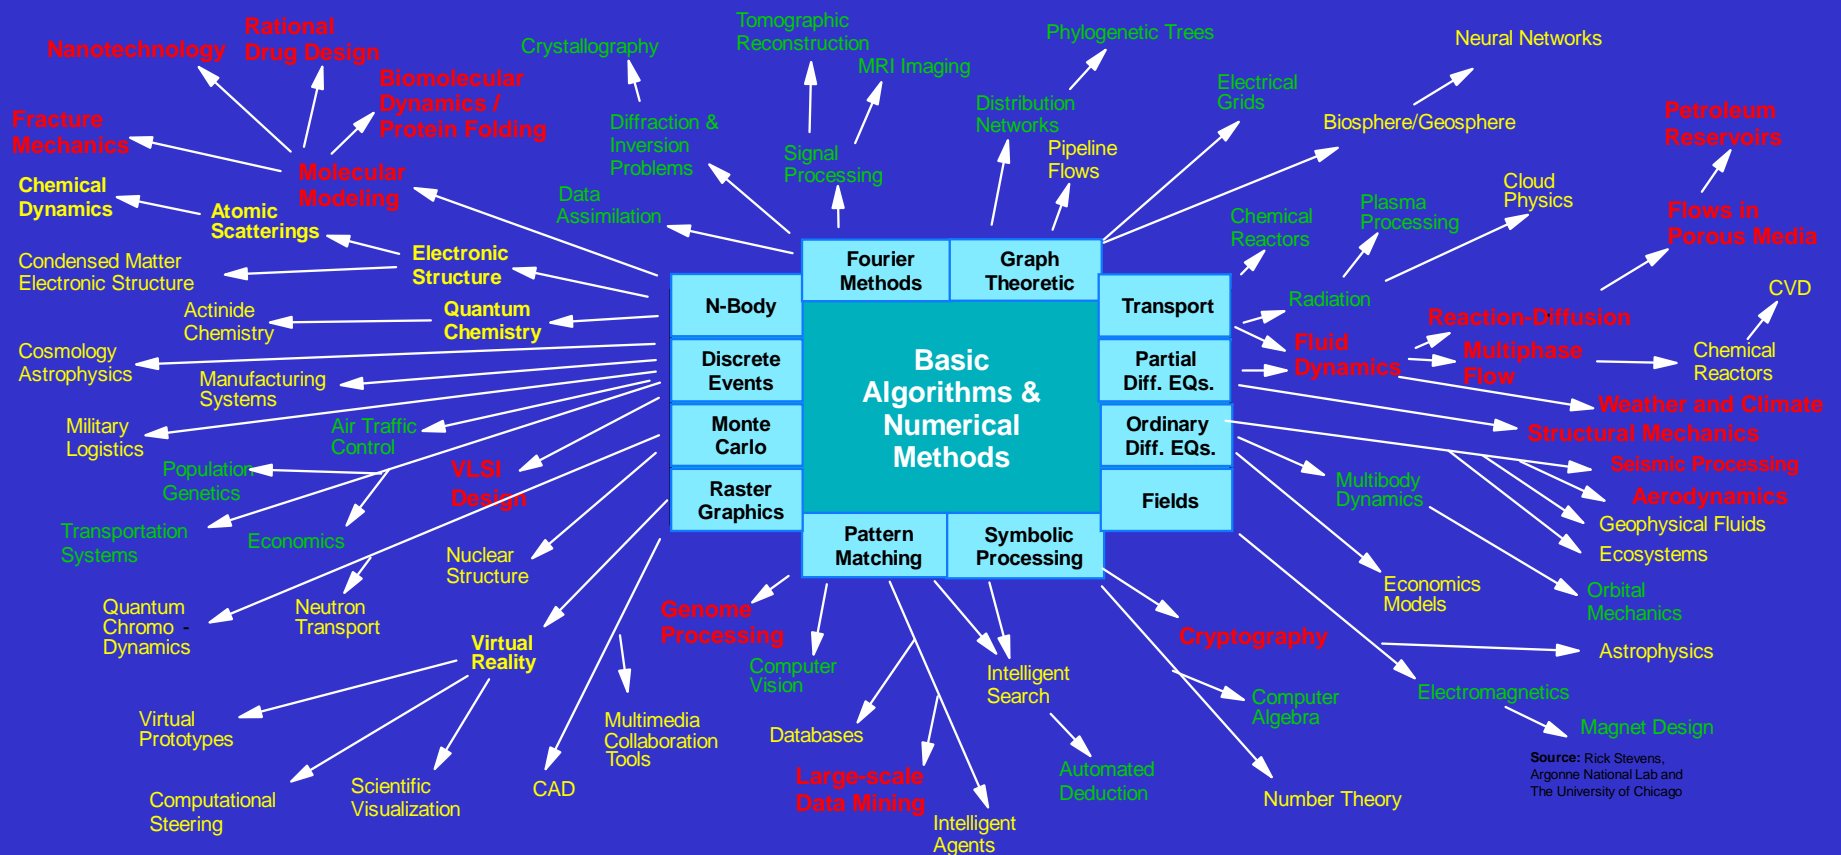 Nanotechnology
Rational
Drug Design
Biomolecular
Dynamics /
Protein Folding
Fracture
Mechanics
Molecular
Modeling
Chemical
Dynamics
Atomic
Scatterings
Electronic
Structure
Condensed Matter
Electronic Structure
Actinide
Chemistry
Quantum
Chemistry
Cosmology
Astrophysics
Manufacturing
Systems
Military
Logistics
Air Traffic
Control
Population
Genetics
VLSI
Design
Transportation
Systems
Economics
Nuclear
Structure
Quantum
Chromo -
Dynamics
Neutron
Transport
Virtual
Reality
Virtual
Prototypes
Computational
Steering
Scientific
Visualization
CAD
Multimedia
Collaboration
Tools
Crystallography
Tomographic
Reconstruction
MRI Imaging
Diffraction &
Inversion
Problems
Signal
Processing
Data
Assimilation
Phylogenetic Trees
Distribution
Networks
Pipeline
Flows
Electrical
Grids
Neural Networks
Biosphere/Geosphere
Petroleum
Reservoirs
Cloud
Physics
Plasma
Processing
Chemical
Reactors
Flows in
Porous Media
Radiation
CVD
Reaction-Diffusion
Fluid
Dynamics
Multiphase
Flow
Chemical
Reactors
Weather and Climate
Structural Mechanics
Seismic Processing
Aerodynamics
Geophysical Fluids
Ecosystems
Multibody
Dynamics
Economics
Models
Orbital
Mechanics
Astrophysics
Electromagnetics
Magnet Design
Fourier
Methods
Graph
Theoretic
N-Body
Transport
Discrete
Events
Partial
Diff. EQs.
Monte
Carlo
Ordinary
Diff. EQs.
Raster
Graphics
Fields
Pattern
Matching
Symbolic
Processing
Basic
Algorithms &
Numerical
Methods
Genome
Processing
Computer
Vision
Databases
Large-scale
Data Mining
Intelligent
Agents
Intelligent
Search
Automated
Deduction
Cryptography
Computer
Algebra
Number Theory
Source: Rick Stevens,
Argonne National Lab and
The University of Chicago